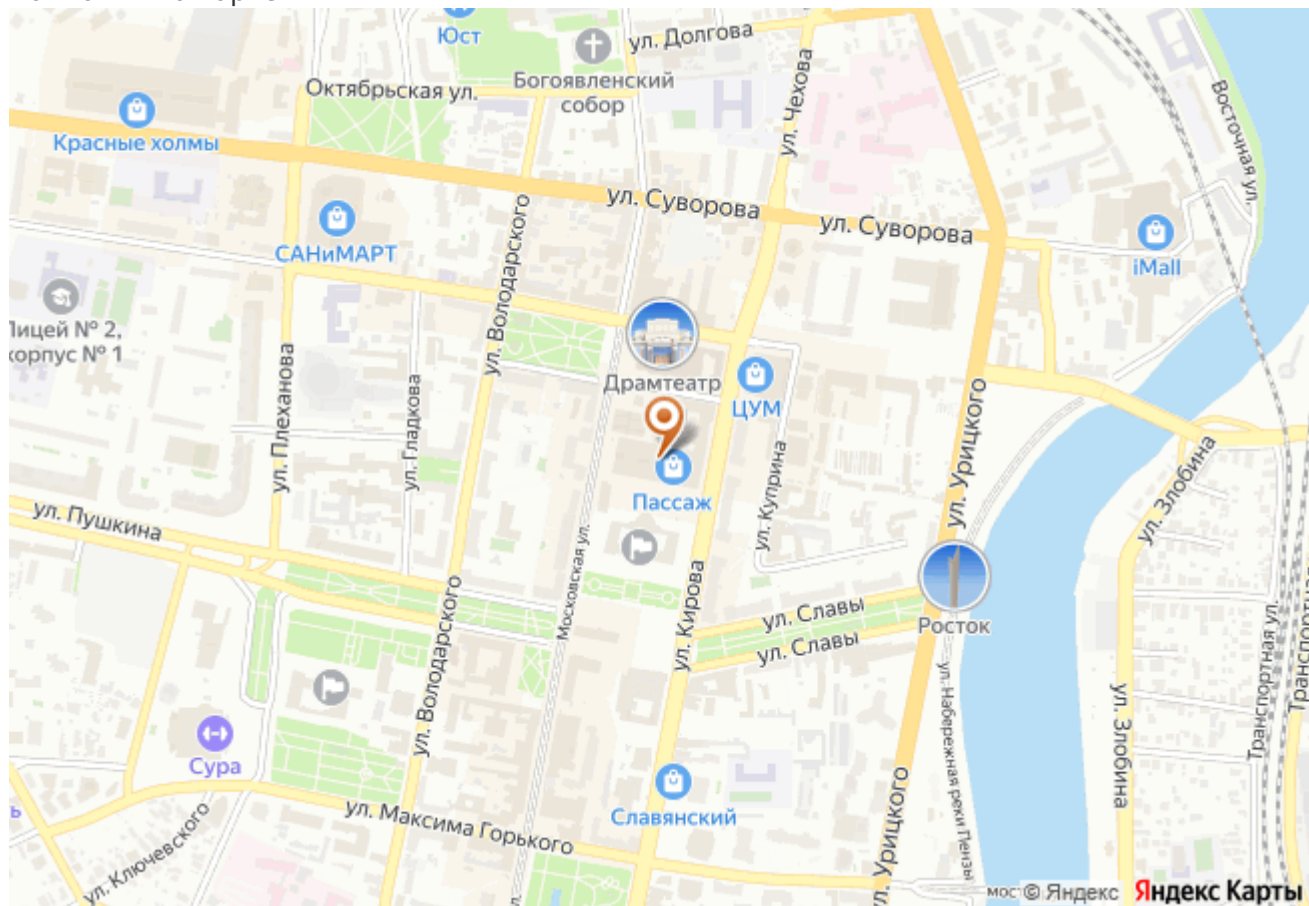 Юст
ул. Долгова
Богоявленский
собор
Октябрьская ул.
ул. Чехова
Восточная ул.
Красные холмы
ул. Суворова
ул. Суворова
САНиМАРТ
iMall
ул. Володарского
Лицей № 2,
корпус № 1
ул. Плеханова
ул. Гладкова
Драмтеатр
ЦУМ
ул. Урицкого
ул. Куприна
Пассаж
ул. Злобина
ул. Пушкина
Московская ул.
ул. Кирова
ул. Славы
ул. Славы
Росток
ул. Володарского
Транспортная ул.
ул. Набережная реки Пензы
ул. Злобина
Сура
Славянский
ул. Максима Горького
ул. Урицкого
ул. Ключевского
мос
© Яндекс
Яндекс Карты